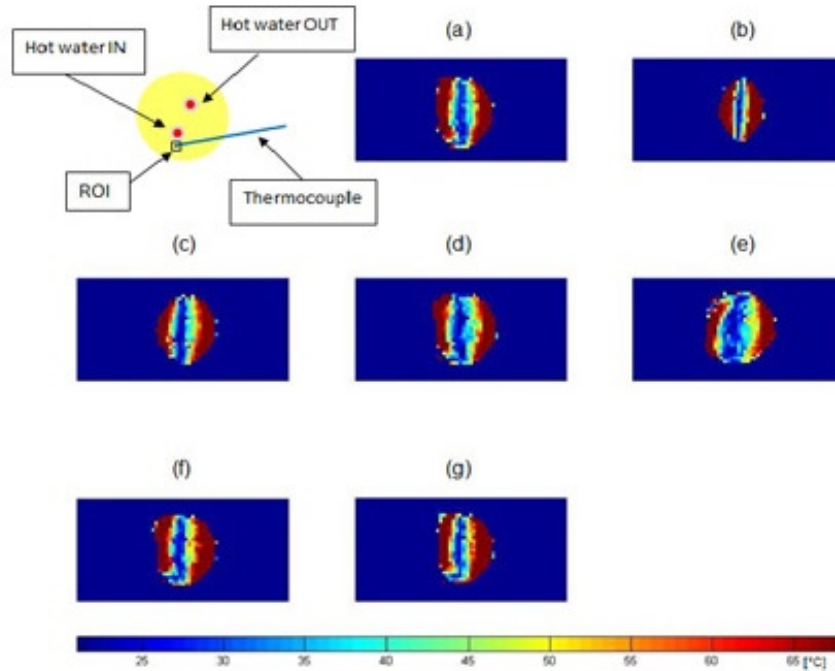 Hot water OUT
(a)
(b)
Hot water IN
ROI
Thermocouple
(c)
(d)
(e)
(f)
(g)
25 30 35 40 45 50 55 60 65 [°C]